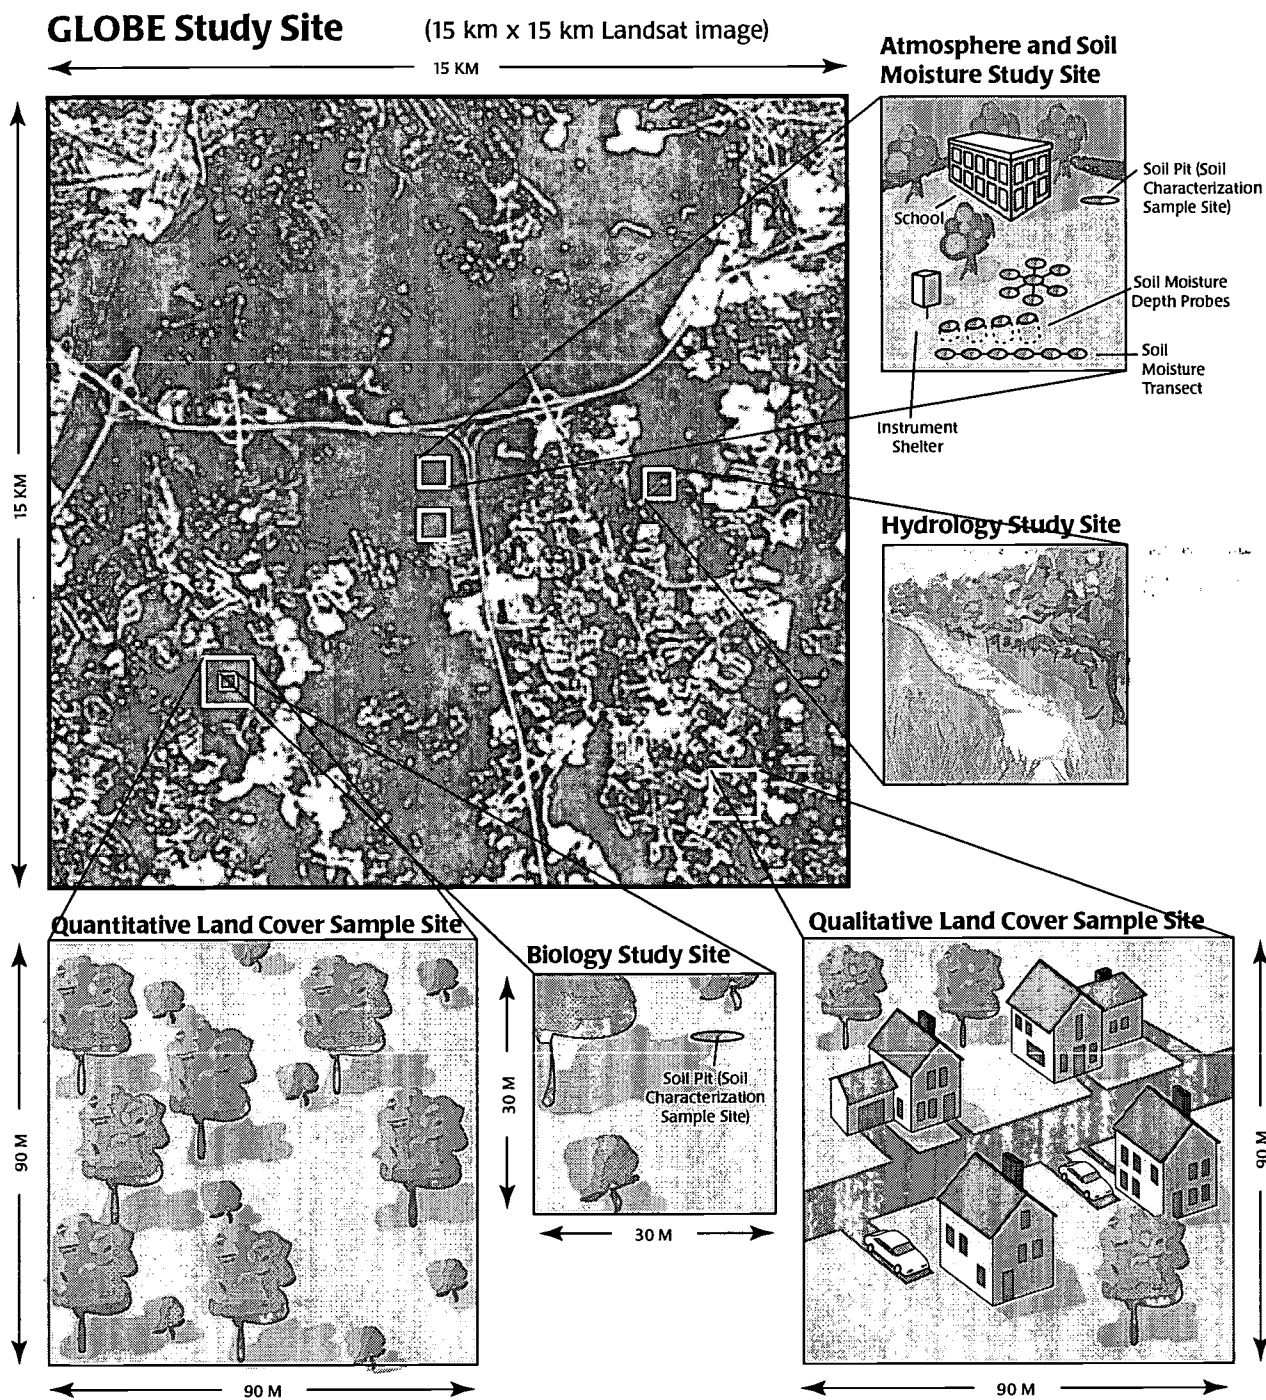 GLOBE Study Site (15 km x 15 km Landsat image)
15 KM
15 KM
Atmosphere and Soil
Moisture Study Site
Soil Pit (Soil
Characterization
Sample Site)
School
Soil Moisture
Depth Probes
Soil
Moisture
Transect
Instrument
Shelter
Hydrology Study Site
Quantitative Land Cover Sample Site
90 M
90 M
Biology Study Site
30 M
Soil Pit (Soil
Characterization
Sample Site)
30 M
Qualitative Land Cover Sample Site
90 M
90 M